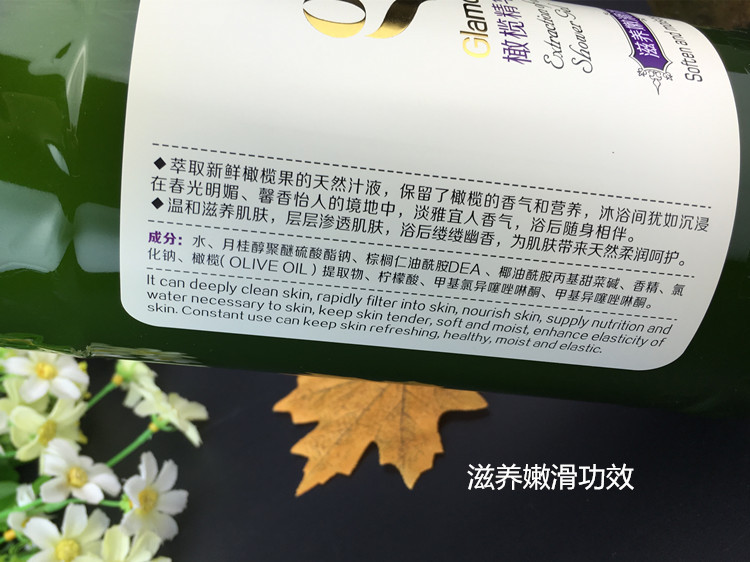 Glamo
橄榄精
Extraction
Shower
滋养
Soften and
◆萃取新鲜橄榄果的天然汁液，保留了橄榄的香气和营养，沐浴间犹如沉浸
在春光明媚、馨香怡人的境地中，淡雅宜人香气，浴后随身相伴。
◆温和滋养肌肤，层层渗透肌肤，浴后缕缕幽香，为肌肤带来天然柔润呵护。
成分：水、月桂醇聚醚硫酸酯钠、棕榈仁油酰胺DEA、椰油酰胺丙基甜菜碱、香精、氯
化钠、橄榄(OLIVE OIL)提取物、柠檬酸、甲基氯异噻唑啉酮、甲基异噻唑啉酮。
It can deeply clean skin, rapidly filter into skin, nourish skin, supply nutrition and
water necessary to skin, keep skin tender, soft and moist, enhance elasticity of
skin. Constant use can keep skin refreshing, healthy, moist and elastic.
滋养嫩滑功效